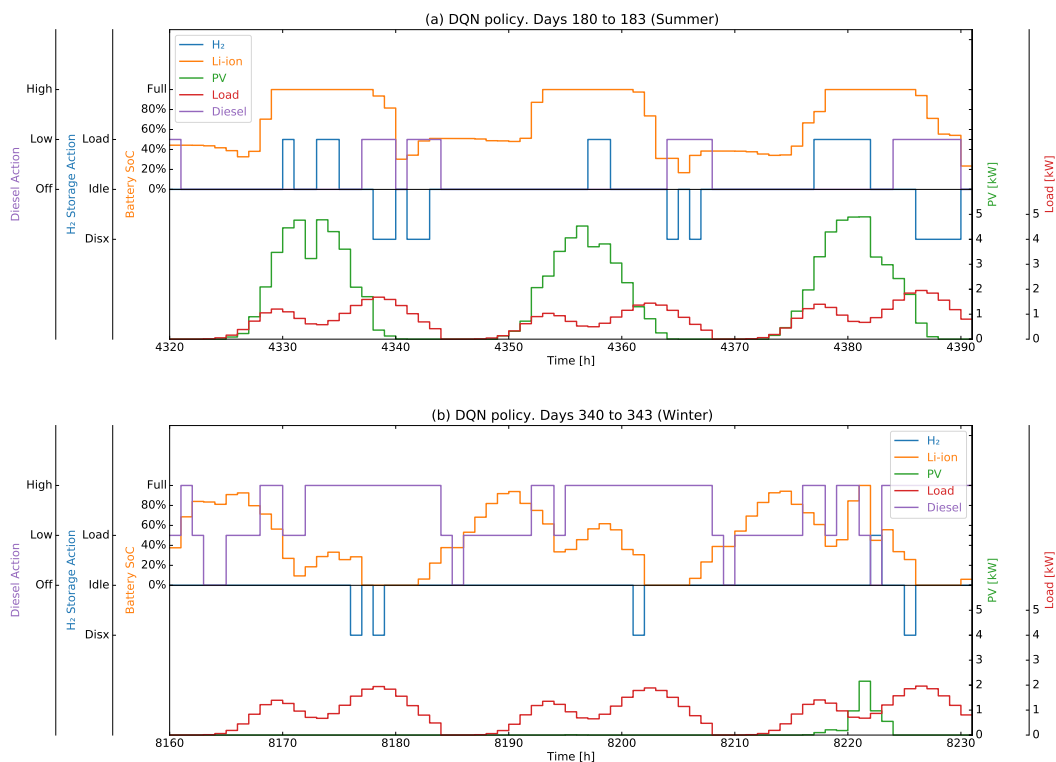 (a) DQN policy. Days 180 to 183 (Summer)
H₂
Li-ion
PV
Load
Diesel
High
Low
Off
Diesel Action
Load
Idle
Disx
H₂ Storage Action
Full
80%
60%
40%
20%
0%
Battery SoC
5
4
3
2
1
0
PV [kW]
5
4
3
2
1
0
Load [kW]
4320 4330 4340 4350 4360 4370 4380 4390
Time [h]
(b) DQN policy. Days 340 to 343 (Winter)
H₂
Li-ion
PV
Load
Diesel
High
Low
Off
Diesel Action
Load
Idle
Disx
H₂ Storage Action
Full
80%
60%
40%
20%
0%
Battery SoC
5
4
3
2
1
0
PV [kW]
5
4
3
2
1
0
Load [kW]
8160 8170 8180 8190 8200 8210 8220 8230
Time [h]